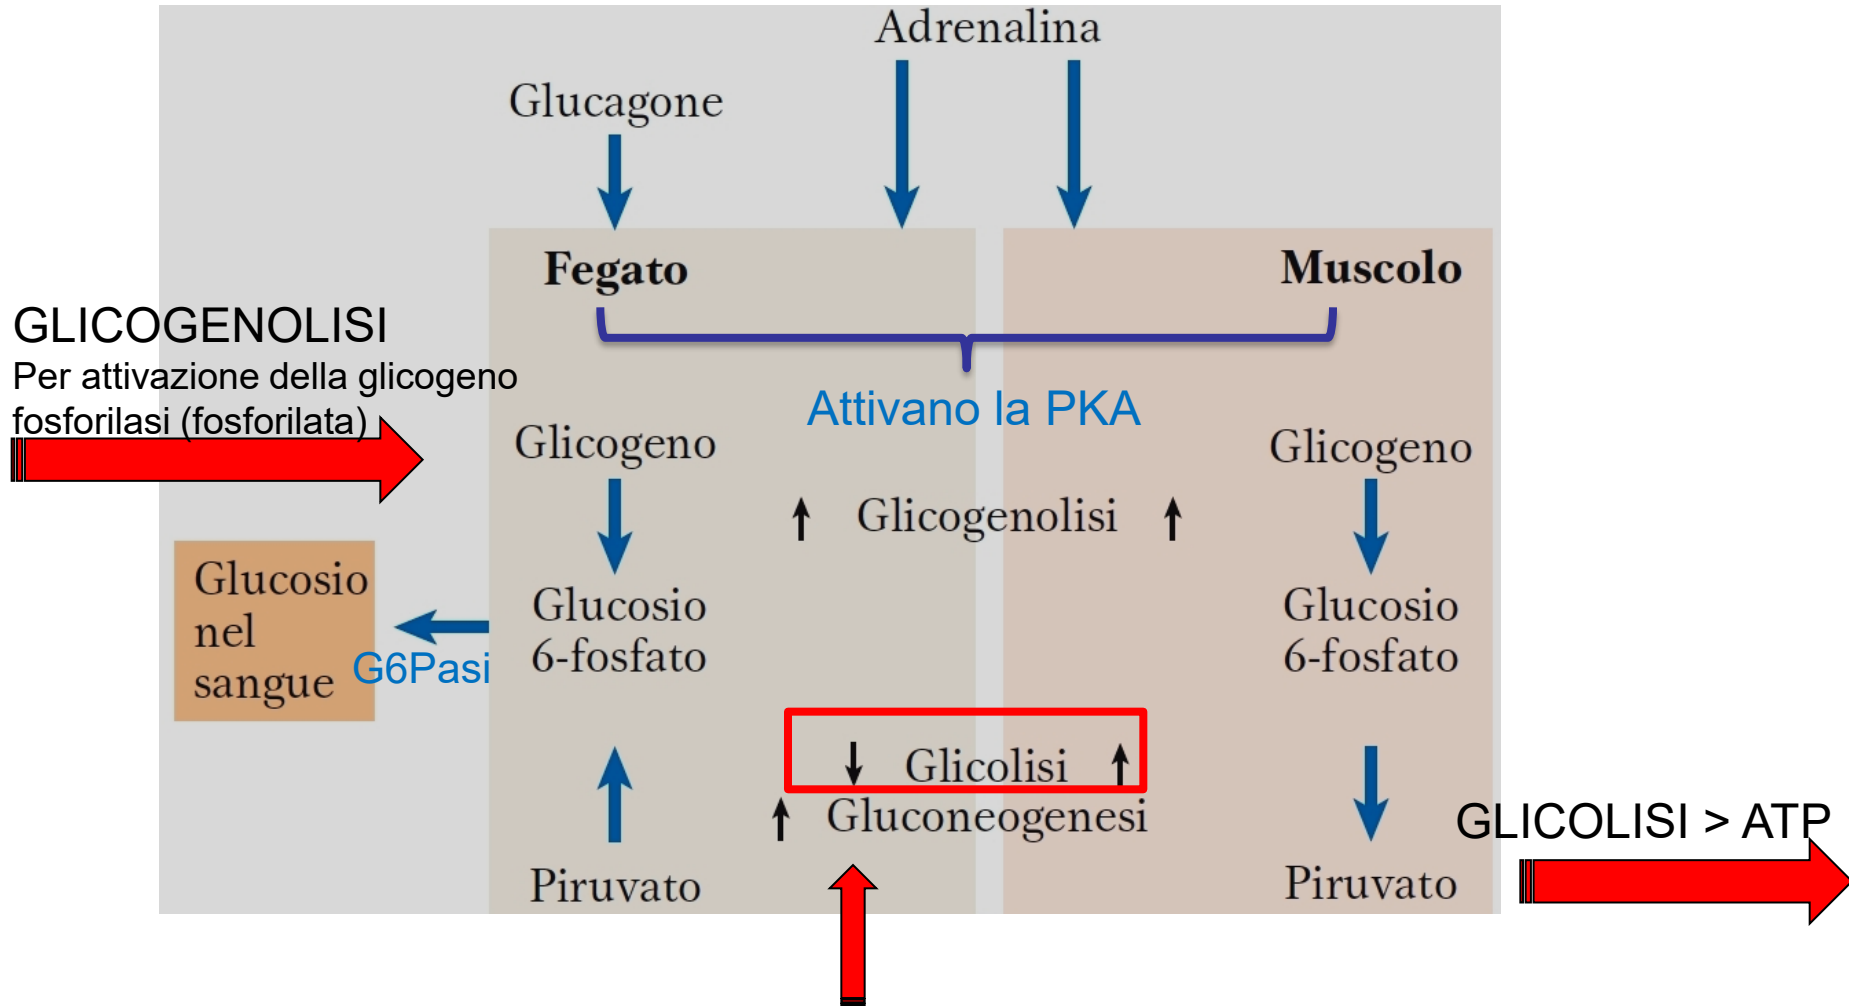 Adrenalina
Glucagone
Fegato
Muscolo
GLICOGENOLISI
Per attivazione della glicogeno
fosforilasi (fosforilata)
Attivano la PKA
Glicogeno
Glicogeno
Glicogenolisi
Glucosio
nel
sangue
G6Pasi
Glucosio
6-fosfato
Glucosio
6-fosfato
Glicolisi
Gluconeogenesi
GLICOLISI > ATP
Piruvato
Piruvato